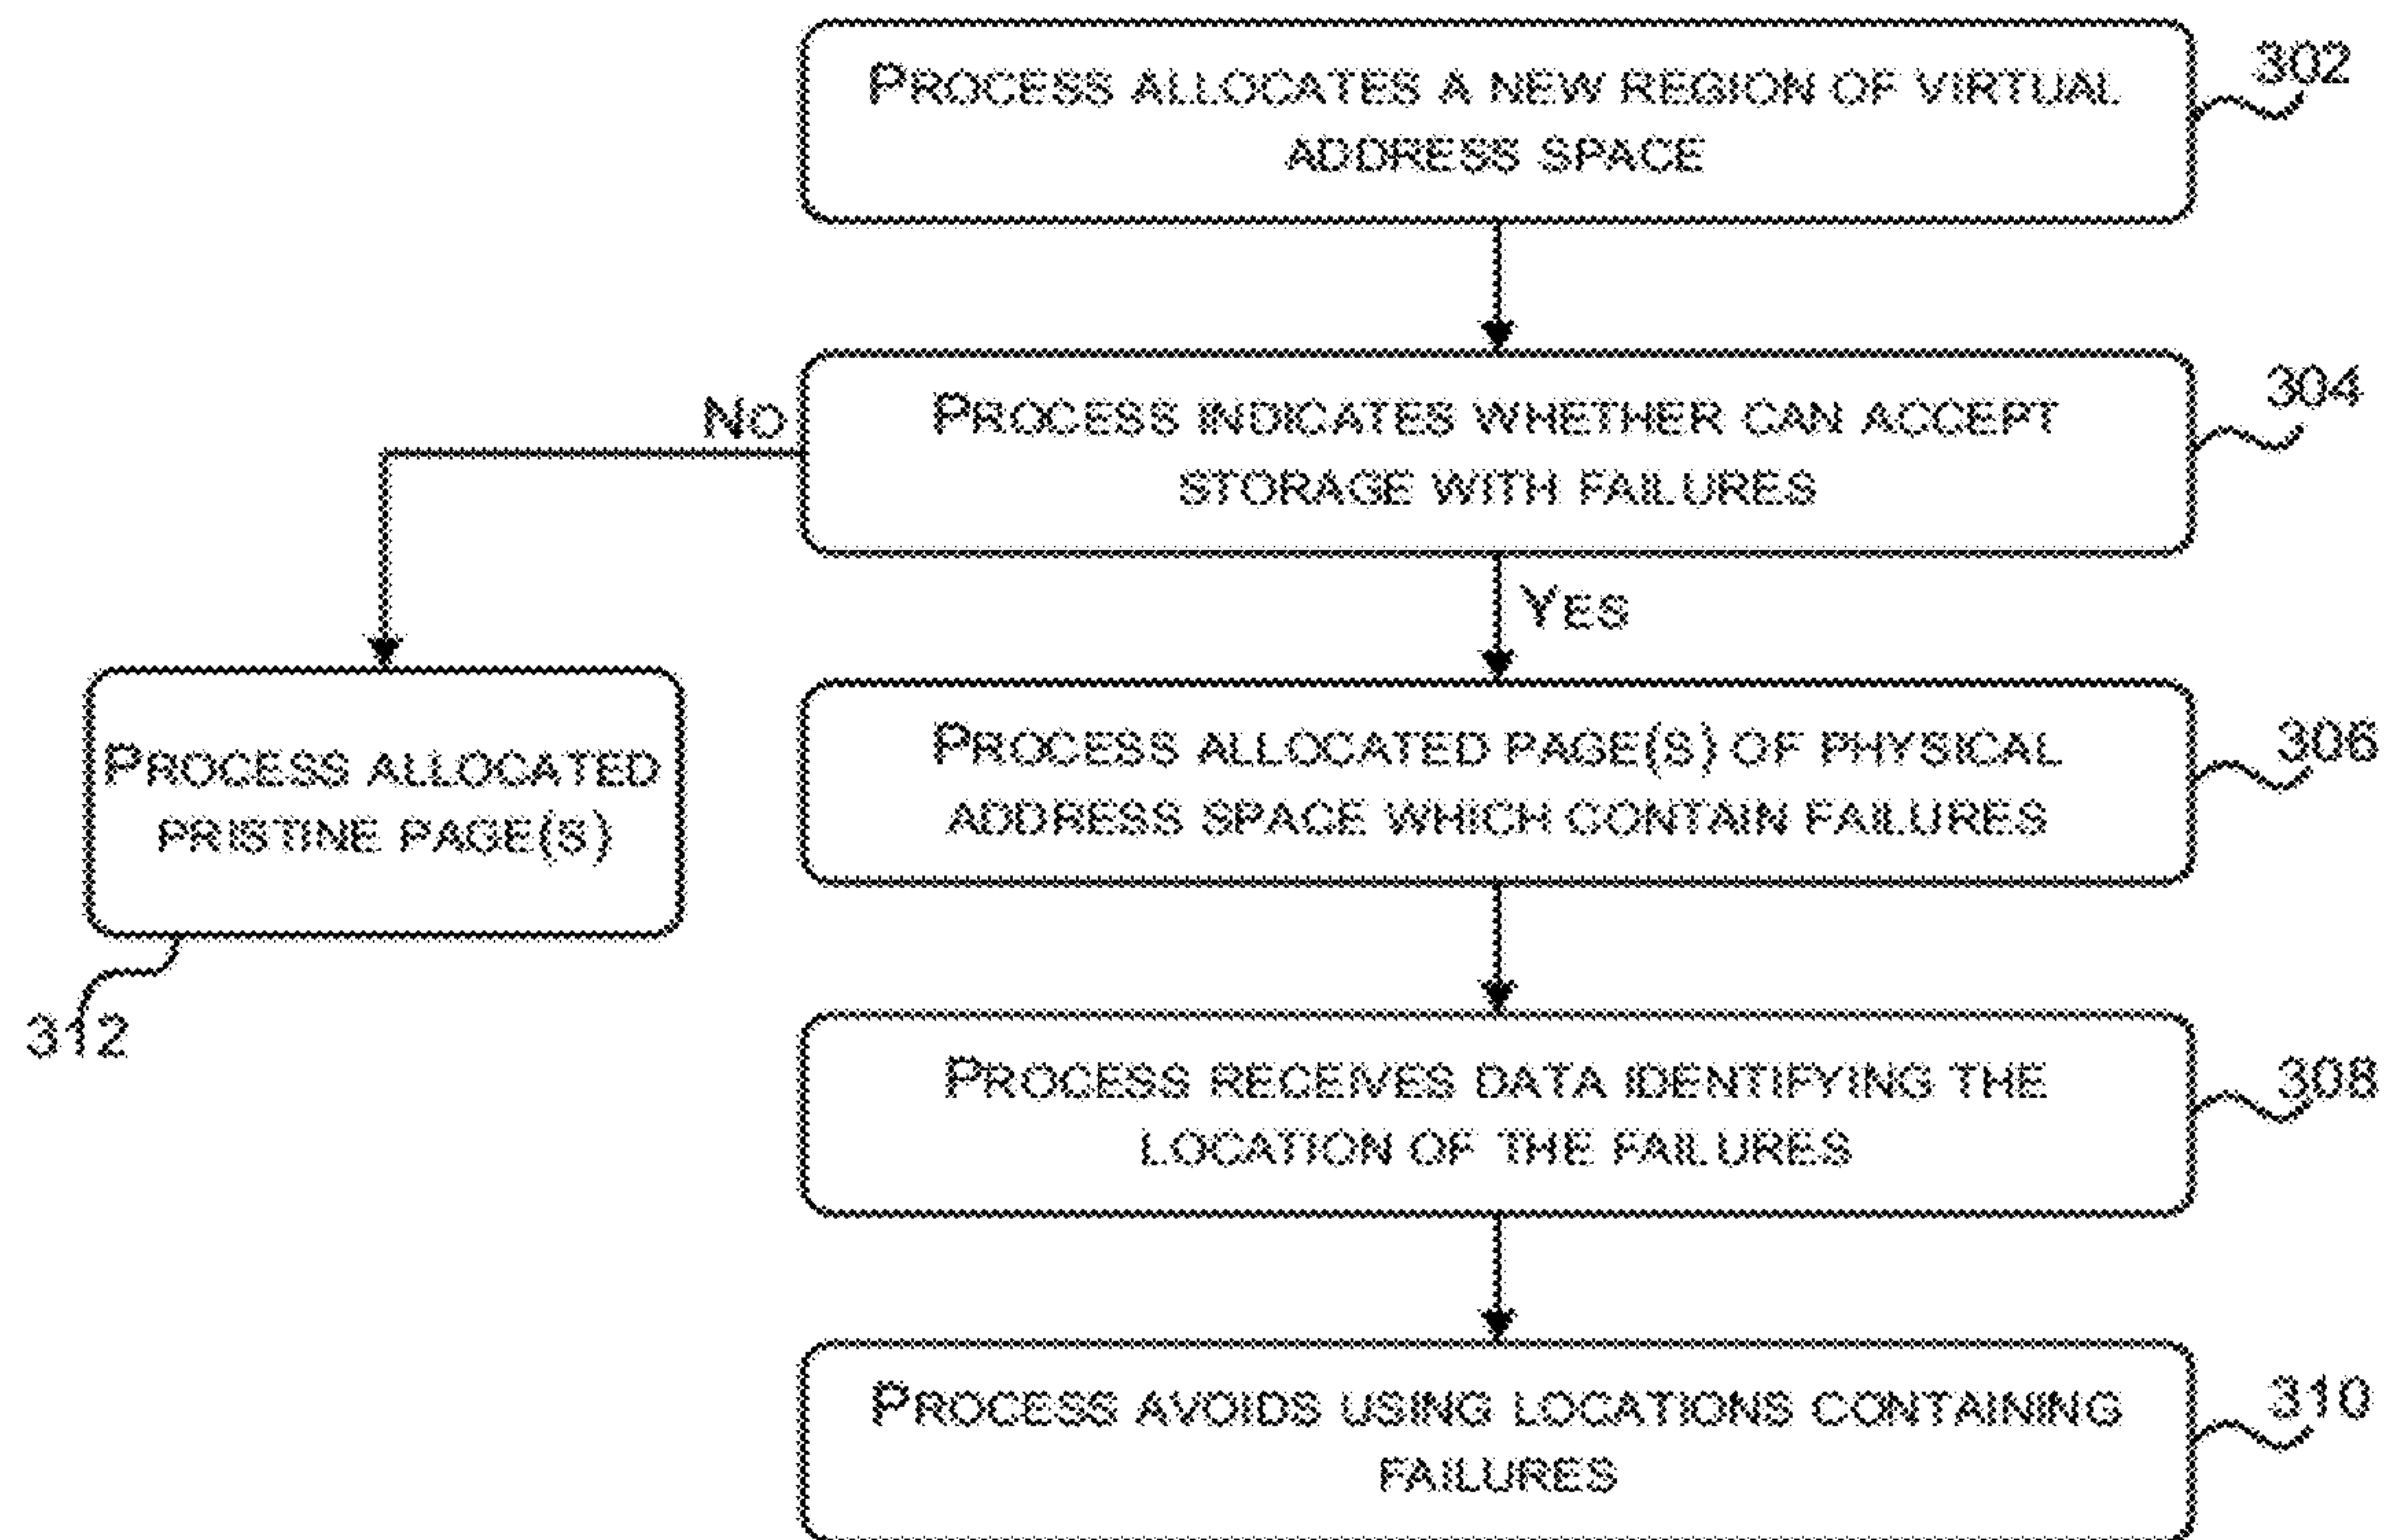 PROCESS ALLOCATES A NEW REGION OF VIRTUAL
ADDRESS SPACE
302
PROCESS INDICATES WHETHER CAN ACCEPT
STORAGE WITH FAILURES
304
NO
YES
PROCESS ALLOCATED PAGE(S) OF PHYSICAL
ADDRESS SPACE WHICH CONTAIN FAILURES
306
PROCESS ALLOCATED
PRISTINE PAGE(S)
312
PROCESS RECEIVES DATA IDENTIFYING THE
LOCATION OF THE FAILURES
308
PROCESS AVOIDS USING LOCATIONS CONTAINING
FAILURES
310